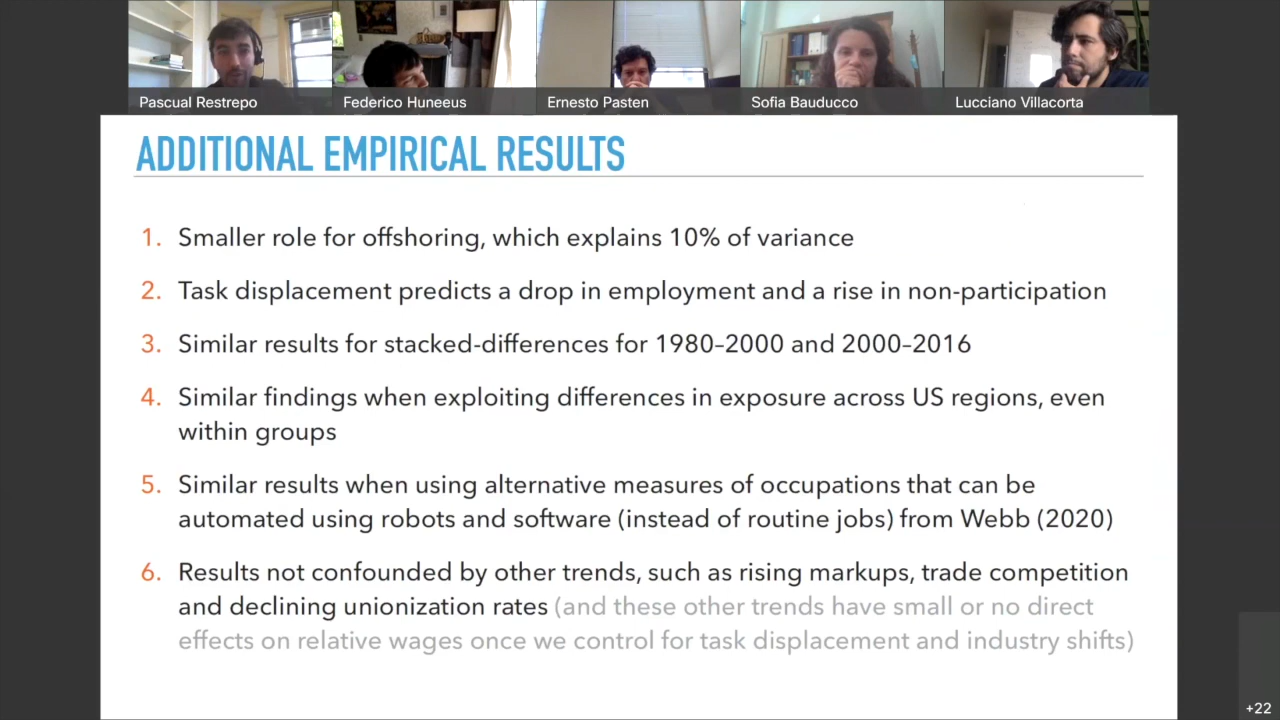 Pascual Restrepo
Federico Huneeus
Ernesto Pasten
Sofia Bauducco
Lucciano Villacorta
ADDITIONAL EMPIRICAL RESULTS
1. Smaller role for offshoring, which explains 10% of variance
2. Task displacement predicts a drop in employment and a rise in non-participation
3. Similar results for stacked-differences for 1980–2000 and 2000–2016
4. Similar findings when exploiting differences in exposure across US regions, even
within groups
5. Similar results when using alternative measures of occupations that can be
automated using robots and software (instead of routine jobs) from Webb (2020)
6. Results not confounded by other trends, such as rising markups, trade competition
and declining unionization rates (and these other trends have small or no direct
effects on relative wages once we control for task displacement and industry shifts)
+22